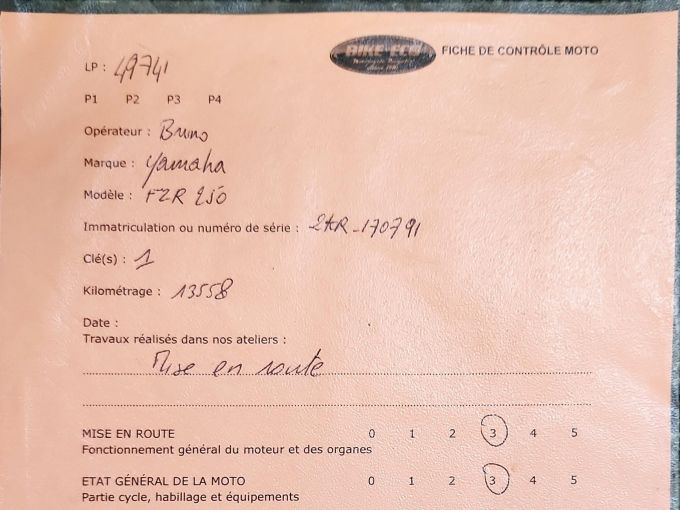 BIKE-ECO
FICHE DE CONTRÔLE MOTO
LP : 49741
P1 P2 P3 P4
Opérateur : Bruno
Marque : Yamaha
Modèle : FZR 250
Immatriculation ou numéro de série : 2KR-170791
Clé(s) : 1
Kilométrage : 13558
Date :
Travaux réalisés dans nos ateliers :
Mise en route
MISE EN ROUTE 0 1 2 3 4 5
Fonctionnement général du moteur et des organes
ETAT GÉNÉRAL DE LA MOTO 0 1 2 3 4 5
Partie cycle, habillage et équipements